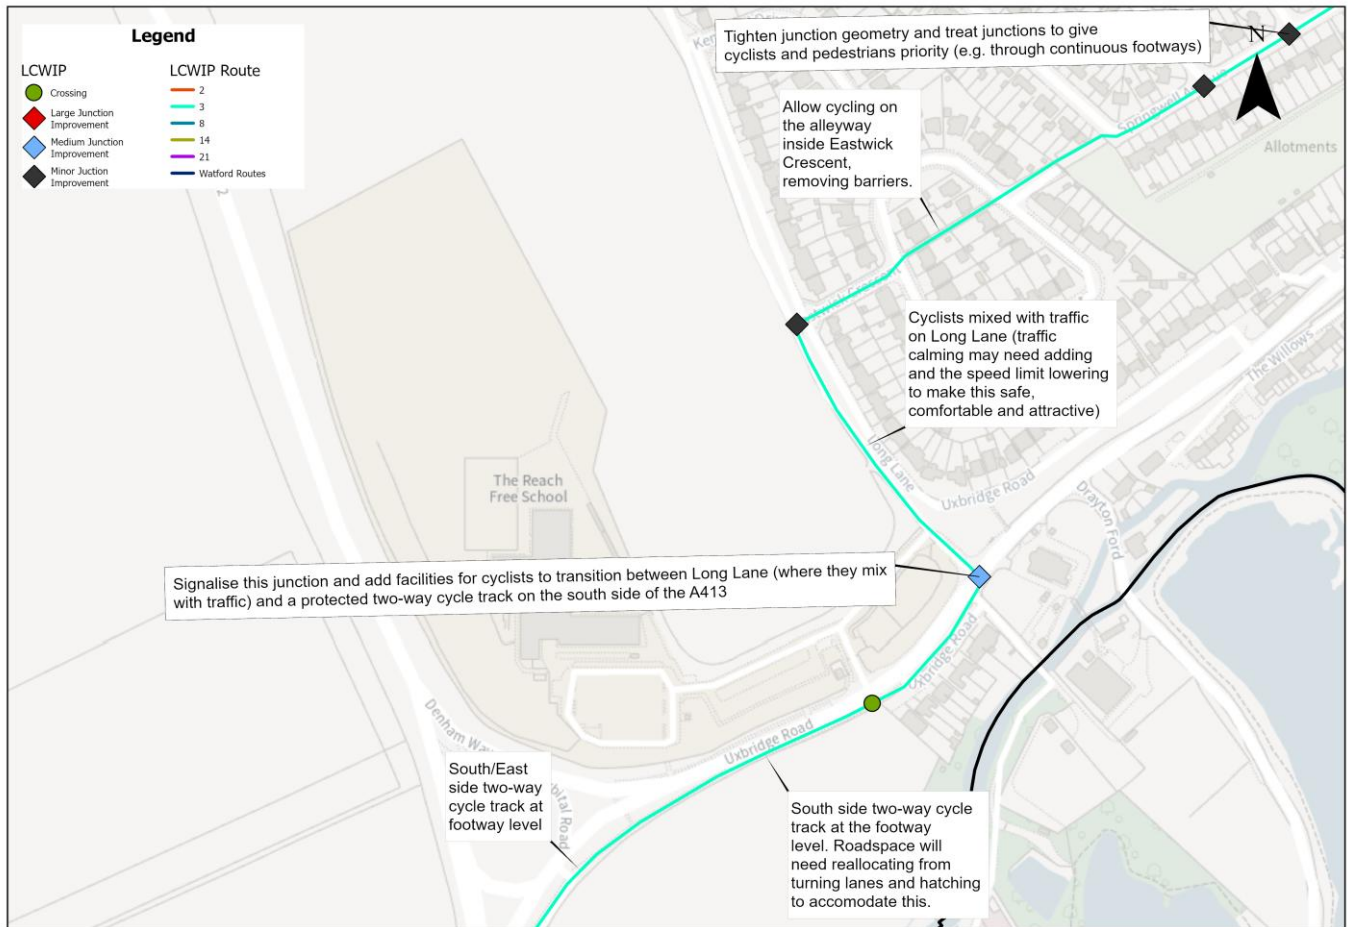 Legend
LCWIP
Crossing
Large Junction
Improvement
Medium Junction
Improvement
Minor Juction
Improvement
LCWIP Route
2
3
8
14
21
Watford Routes
Tighten junction geometry and treat junctions to give
cyclists and pedestrians priority (e.g. through continuous footways)
N
Allow cycling on
the alleyway
inside Eastwick
Crescent,
removing barriers.
Allotments
Cyclists mixed with traffic
on Long Lane (traffic
calming may need adding
and the speed limit lowering
to make this safe,
comfortable and attractive)
The Willows
Long Lane
Uxbridge Road
Drayton Ford
The Reach
Free School
Signalise this junction and add facilities for cyclists to transition between Long Lane (where they mix
with traffic) and a protected two-way cycle track on the south side of the A413
Uxbridge Road
Uxbridge Road
Denham
Road
South/East
side two-way
cycle track at
footway level
South side two-way cycle
track at the footway
level. Roadspace will
need reallocating from
turning lanes and hatching
to accomodate this.
Springwell
Crescent